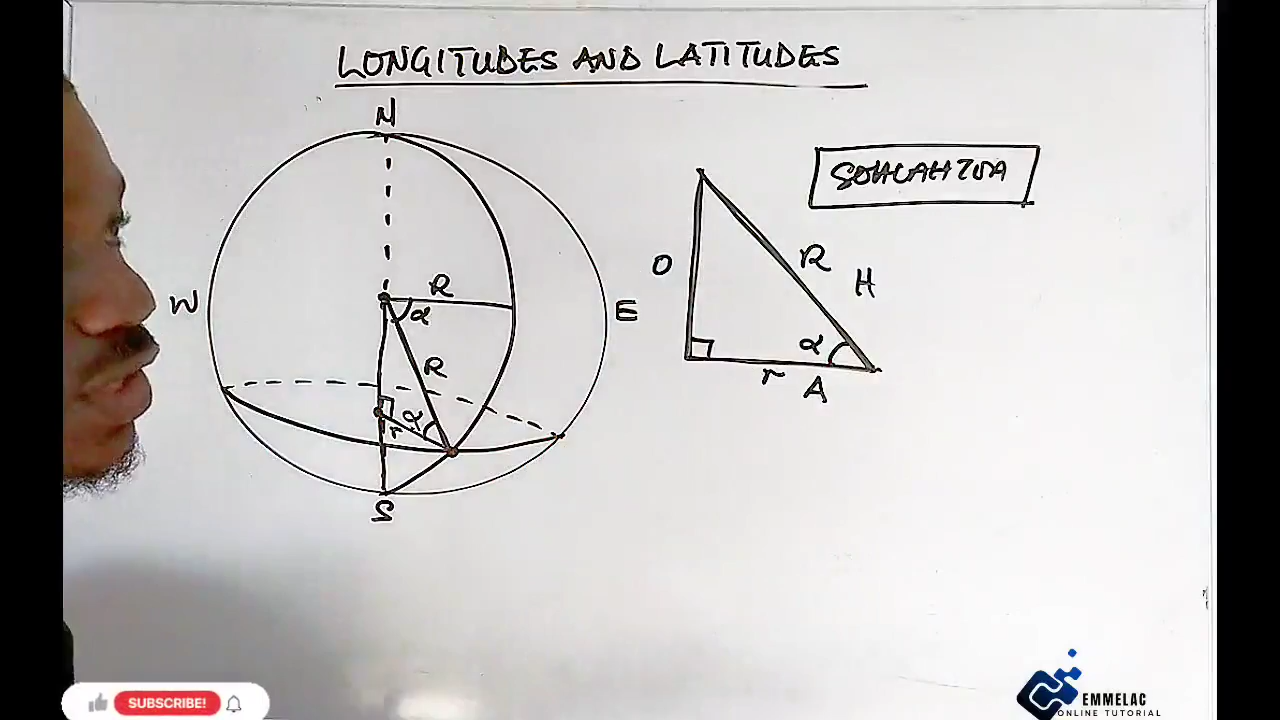 LONGITUDES AND LATITUDES
N
SOHCAHTOA
R
O
R
H
W
α
E
R
α
r
A
α
r
S
SUBSCRIBE!
EMMELAC
ONLINE TUTORIAL